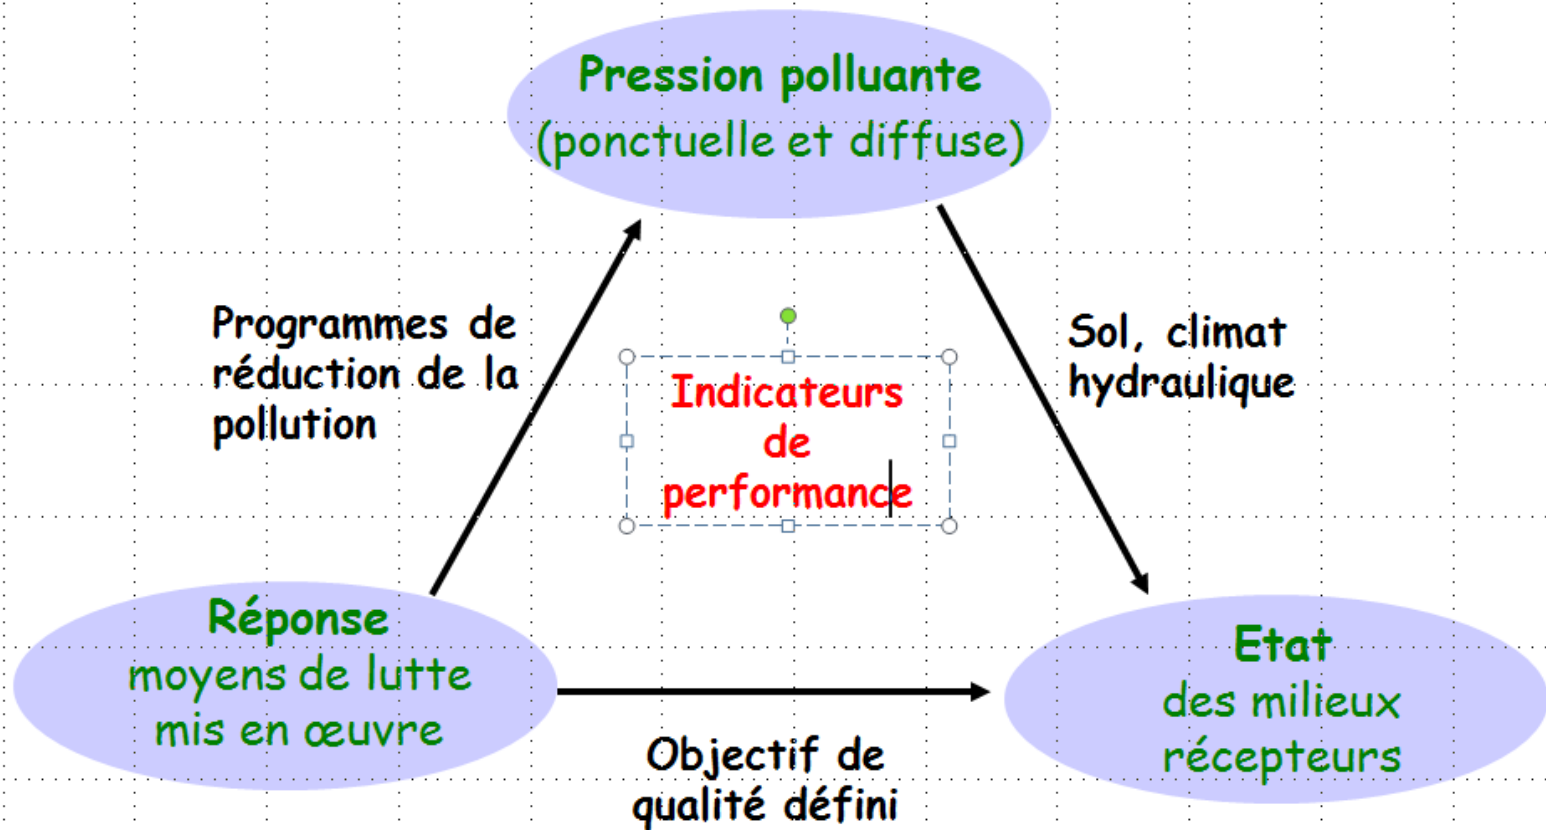 Pression polluante
(ponctuelle et diffuse)
Programmes de
réduction de la
pollution
Sol, climat
hydraulique
Indicateurs
de
performance
Réponse
moyens de lutte
mis en œuvre
Etat
des milieux
récepteurs
Objectif de
qualité défini